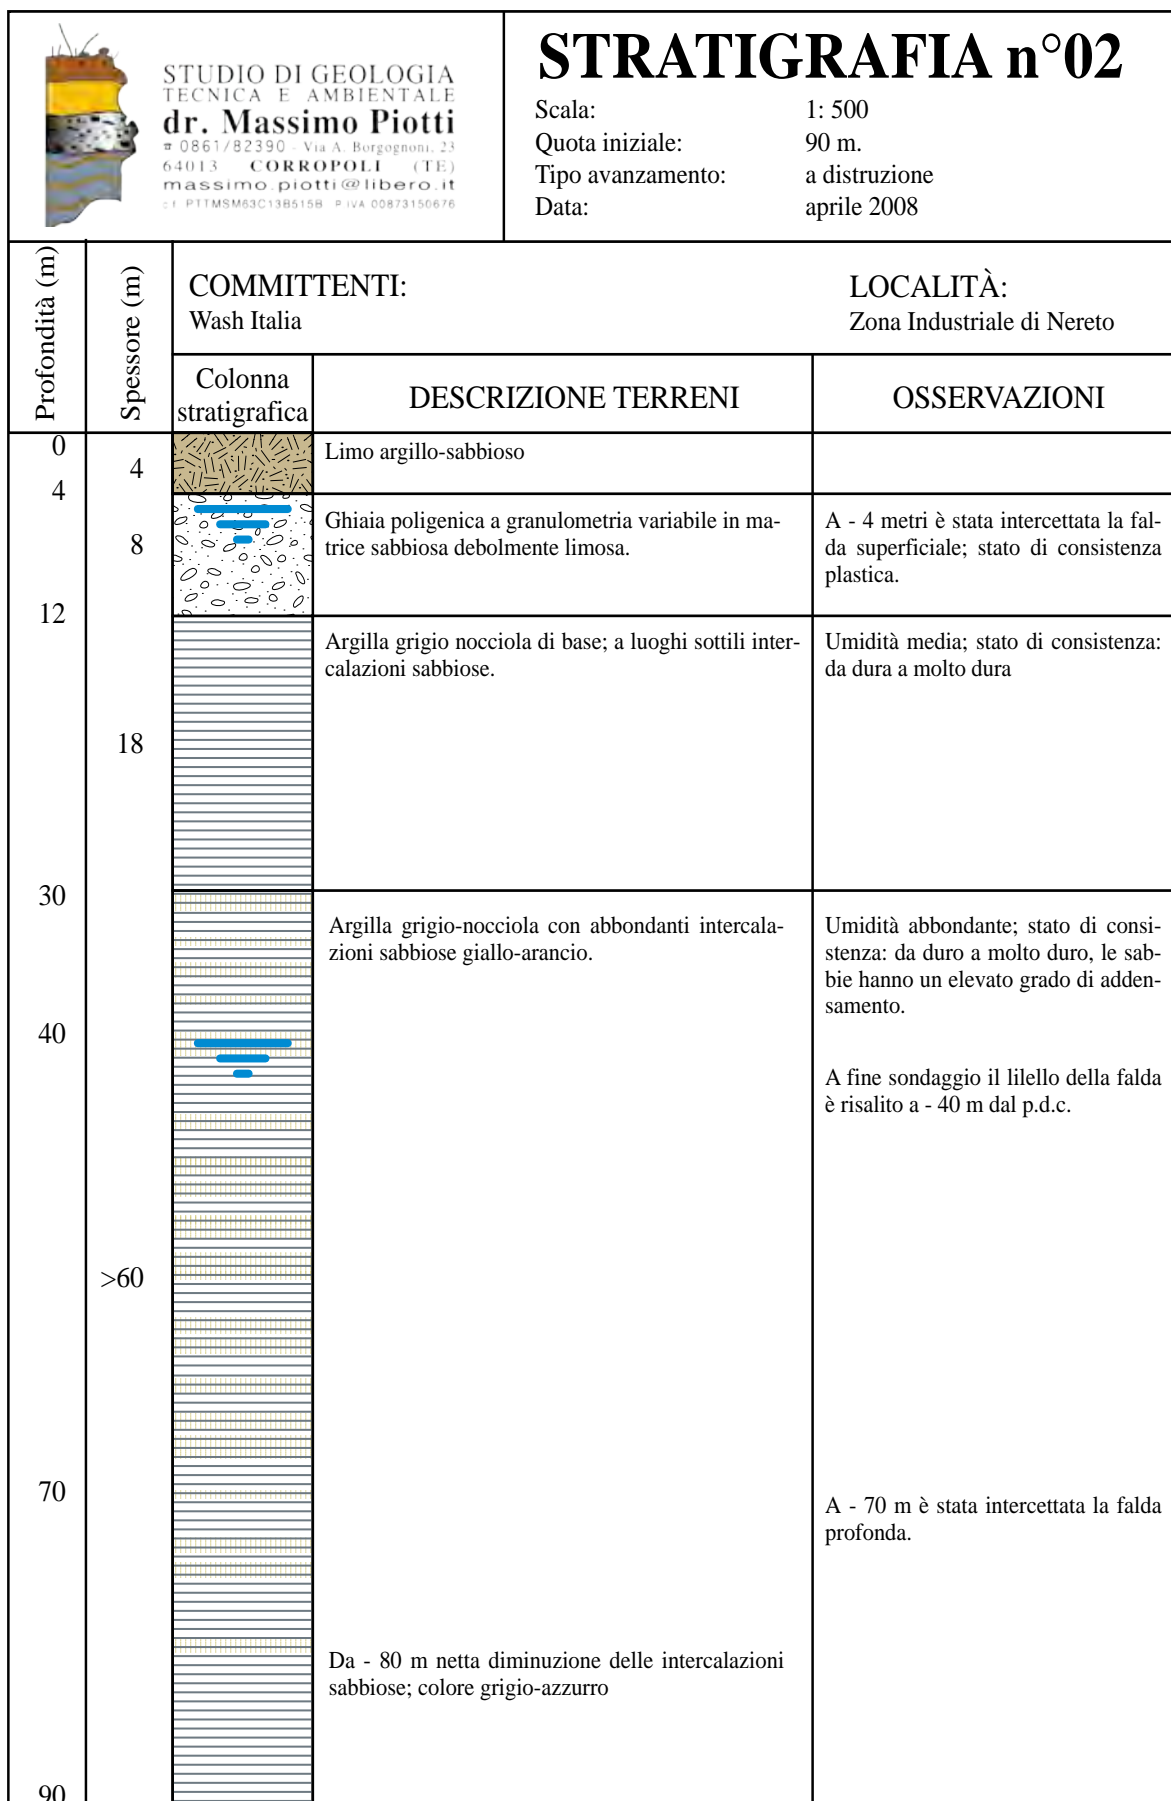 STUDIO DI GEOLOGIA
TECNICA E AMBIENTALE
dr. Massimo Piotti
0861/82390 - Via A. Borgognoni, 23
64013 CORROPOLI (TE)
massimo.piotti@libero.it
c.f. PTTMSM63C13B515B P.IVA 00873150676
STRATIGRAFIA n°02
Scala: 1: 500
Quota iniziale: 90 m.
Tipo avanzamento: a distruzione
Data: aprile 2008
Profondità (m)
Spessore (m)
COMMITTENTI:
Wash Italia
LOCALITÀ:
Zona Industriale di Nereto
Colonna
stratigrafica
DESCRIZIONE TERRENI
OSSERVAZIONI
0
4
Limo argillo-sabbioso
4
8
Ghiaia poligenica a granulometria variabile in ma-
trice sabbiosa debolmente limosa.
A - 4 metri è stata intercettata la fal-
da superficiale; stato di consistenza
plastica.
12
18
Argilla grigio nocciola di base; a luoghi sottili inter-
calazioni sabbiose.
Umidità media; stato di consistenza:
da dura a molto dura
30
Argilla grigio-nocciola con abbondanti intercala-
zioni sabbiose giallo-arancio.
Umidità abbondante; stato di consi-
stenza: da duro a molto duro, le sab-
bie hanno un elevato grado di adden-
samento.
40
A fine sondaggio il lilello della falda
è risalito a - 40 m dal p.d.c.
>60
70
A - 70 m è stata intercettata la falda
profonda.
Da - 80 m netta diminuzione delle intercalazioni
sabbiose; colore grigio-azzurro
90